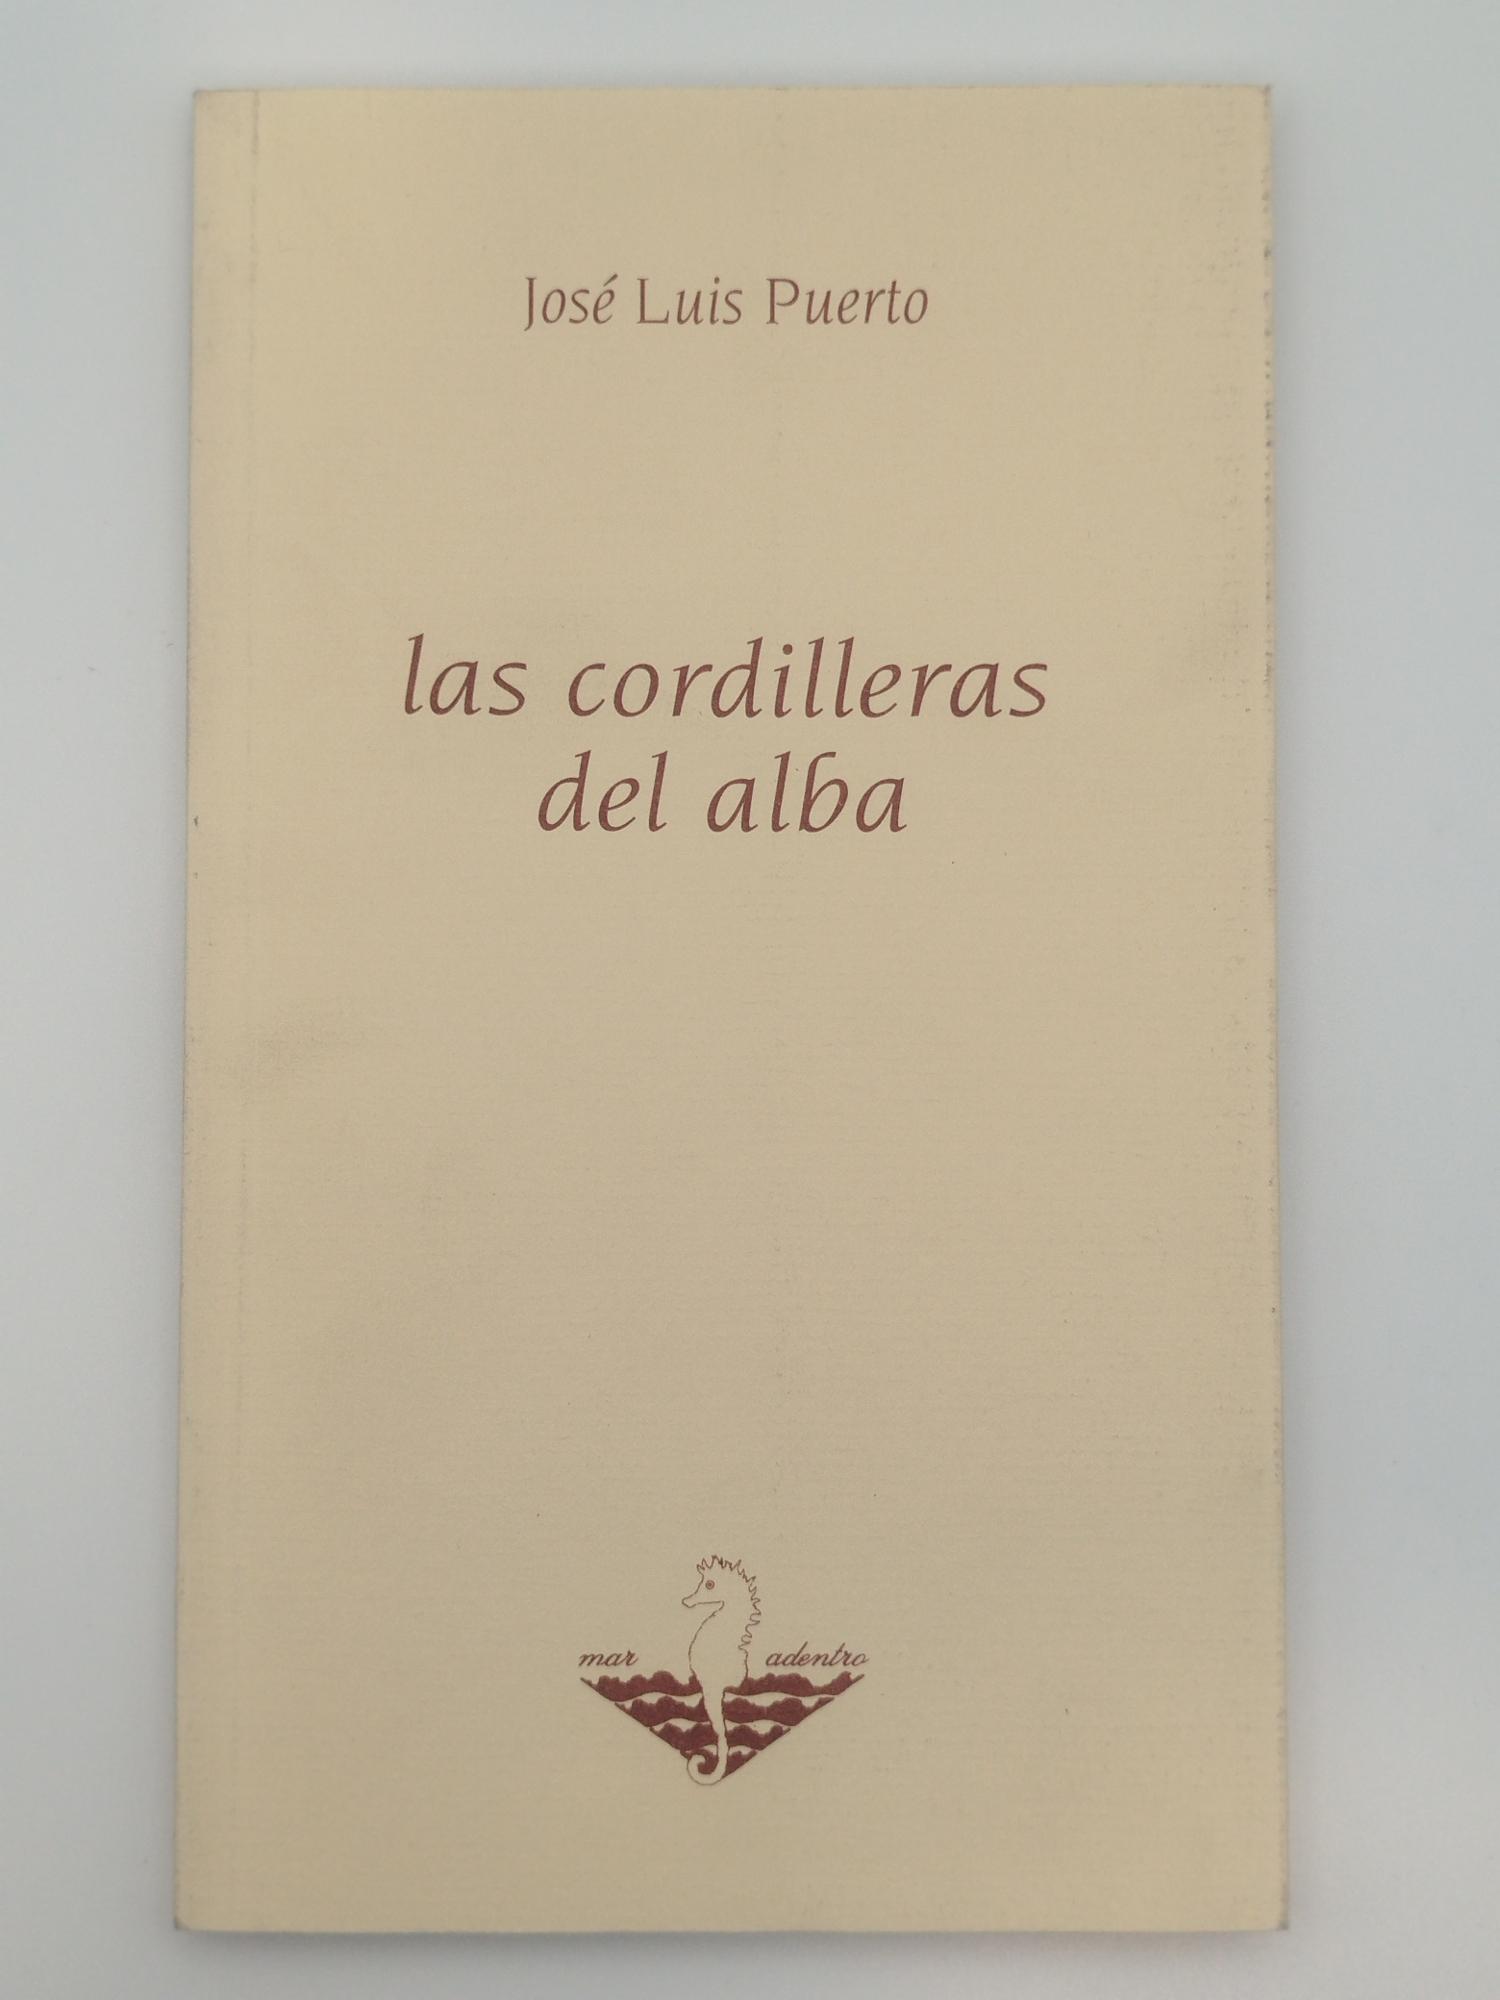 José Luis Puerto
las cordilleras
del alba
mar adentro